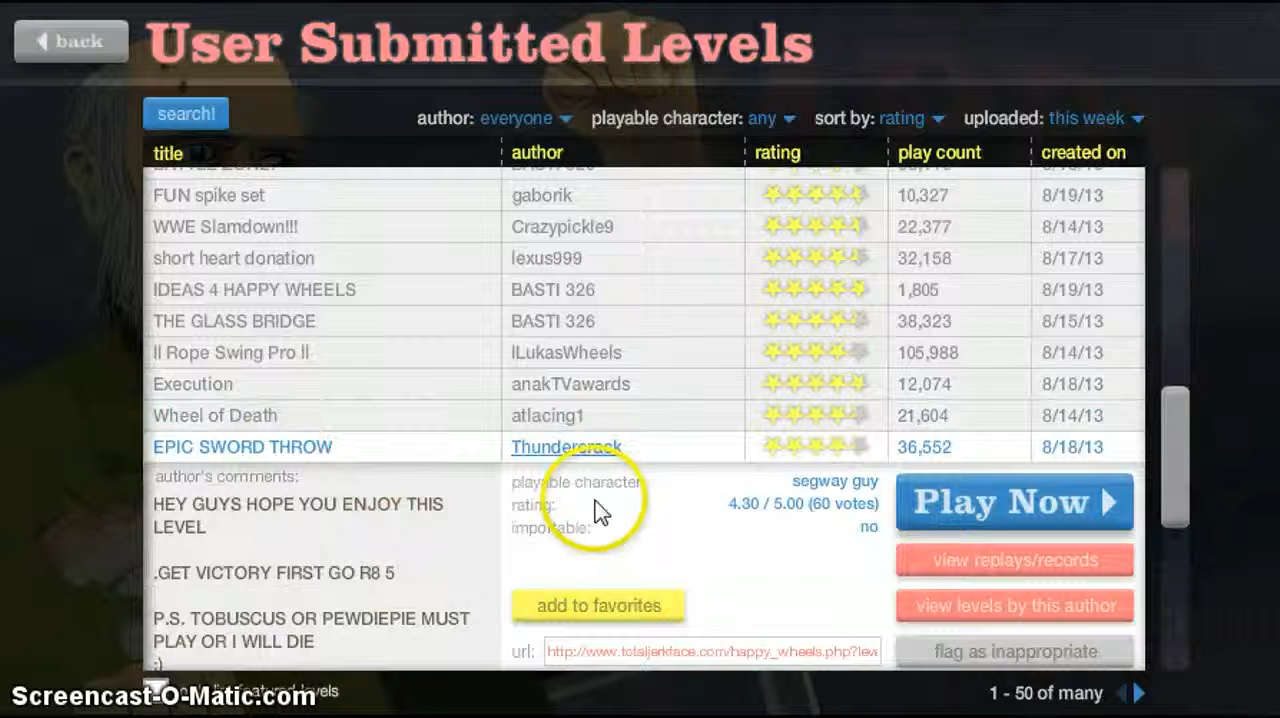 back
User Submitted Levels
search!
author: everyone playable character: any sort by: rating uploaded: this week
title author rating play count created on
FUN spike set gaborik 10,327 8/19/13
WWE Slamdown!!! Crazypickle9 22,377 8/14/13
short heart donation lexus999 32,158 8/17/13
IDEAS 4 HAPPY WHEELS BASTI 326 1,805 8/19/13
THE GLASS BRIDGE BASTI 326 38,323 8/15/13
ll Rope Swing Pro ll lLukasWheels 105,988 8/14/13
Execution anakTVawards 12,074 8/18/13
Wheel of Death atlacing1 21,604 8/14/13
EPIC SWORD THROW Thundercrack 36,552 8/18/13
author's comments:
HEY GUYS HOPE YOU ENJOY THIS
LEVEL
.GET VICTORY FIRST GO R8 5
P.S. TOBUSCUS OR PEWDIEPIE MUST
PLAY OR I WILL DIE
:)
playable character segway guy
rating: 4.30 / 5.00 (60 votes)
importable: no
add to favorites
url: http://www.totaljerkface.com/happy_wheels.php?leve
Play Now
view replays/records
view levels by this author
flag as inappropriate
featured levels
1 - 50 of many
Screencast-O-Matic.com